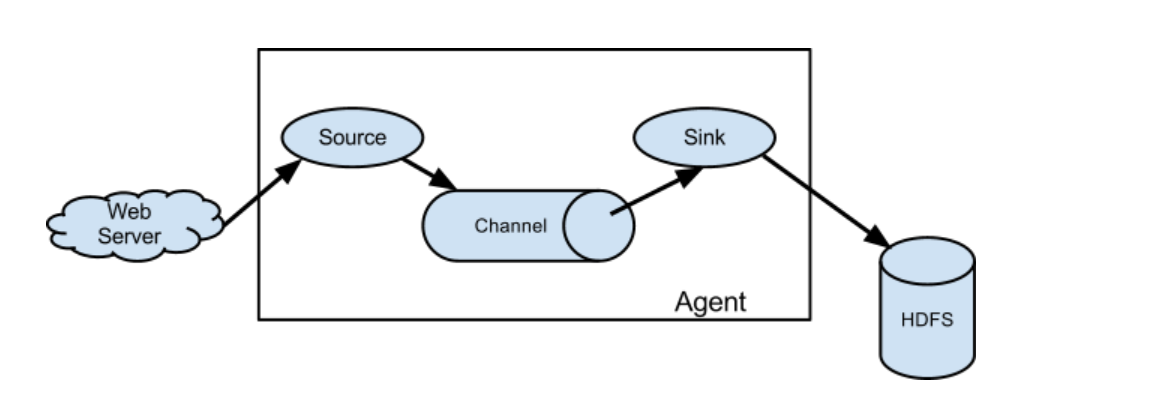 Source
Sink
Web
Server
Channel
Agent
HDFS